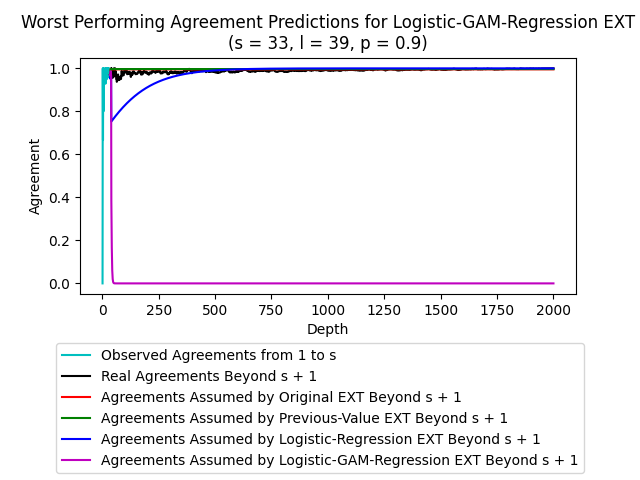 Worst Performing Agreement Predictions for Logistic-GAM-Regression EXT
(s = 33, l = 39, p = 0.9)
1.0
0.8
0.6
0.4
0.2
0.0
Agreement
0 250 500 750 1000 1250 1500 1750 2000
Depth
Observed Agreements from 1 to s
Real Agreements Beyond s + 1
Agreements Assumed by Original EXT Beyond s + 1
Agreements Assumed by Previous-Value EXT Beyond s + 1
Agreements Assumed by Logistic-Regression EXT Beyond s + 1
Agreements Assumed by Logistic-GAM-Regression EXT Beyond s + 1